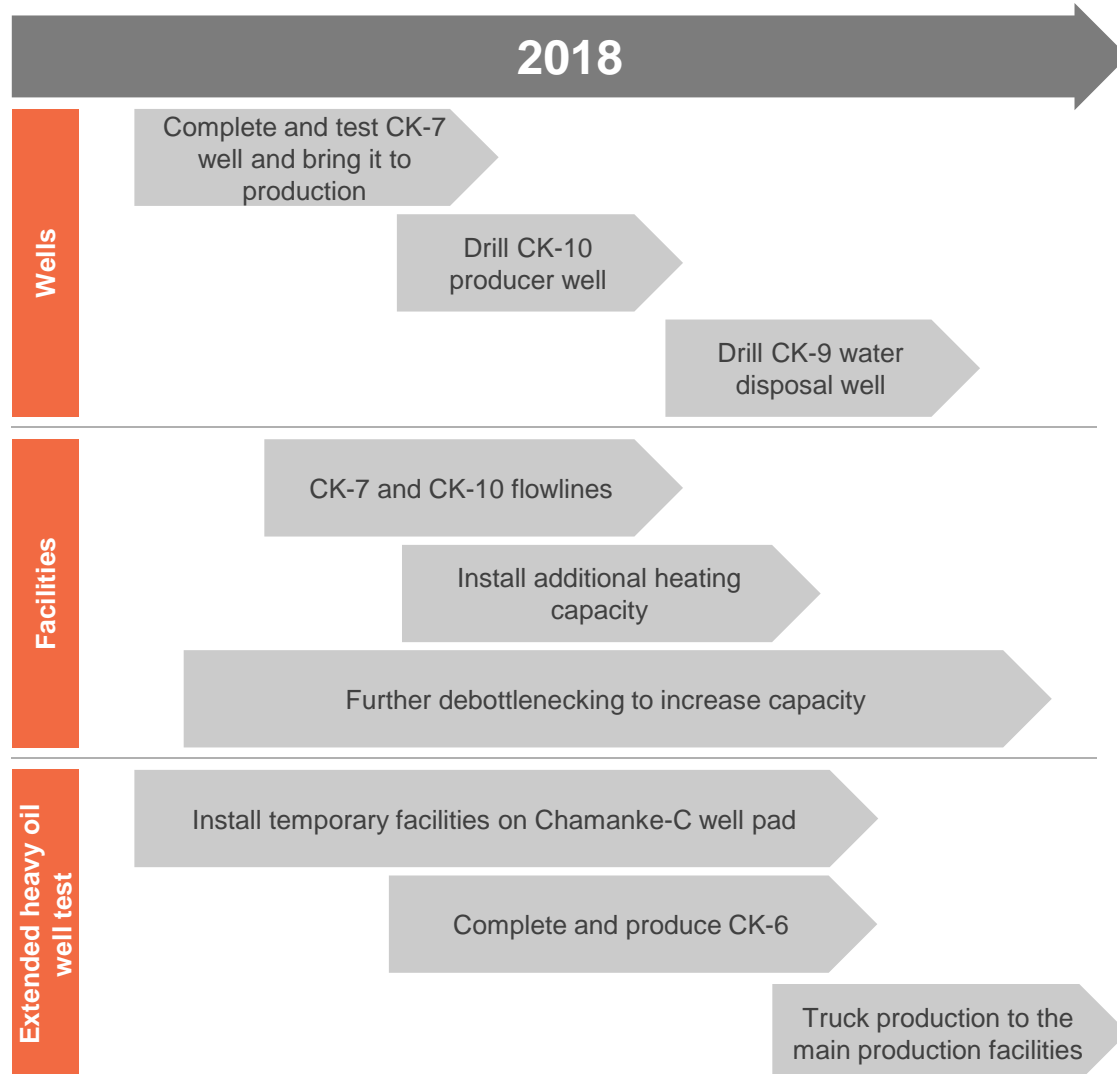 2018
Wells
Complete and test CK-7
well and bring it to
production
Drill CK-10
producer well
Drill CK-9 water
disposal well
Facilities
CK-7 and CK-10 flowlines
Install additional heating
capacity
Further debottlenecking to increase capacity
Extended heavy oil
well test
Install temporary facilities on Chamanke-C well pad
Complete and produce CK-6
Truck production to the
main production facilities